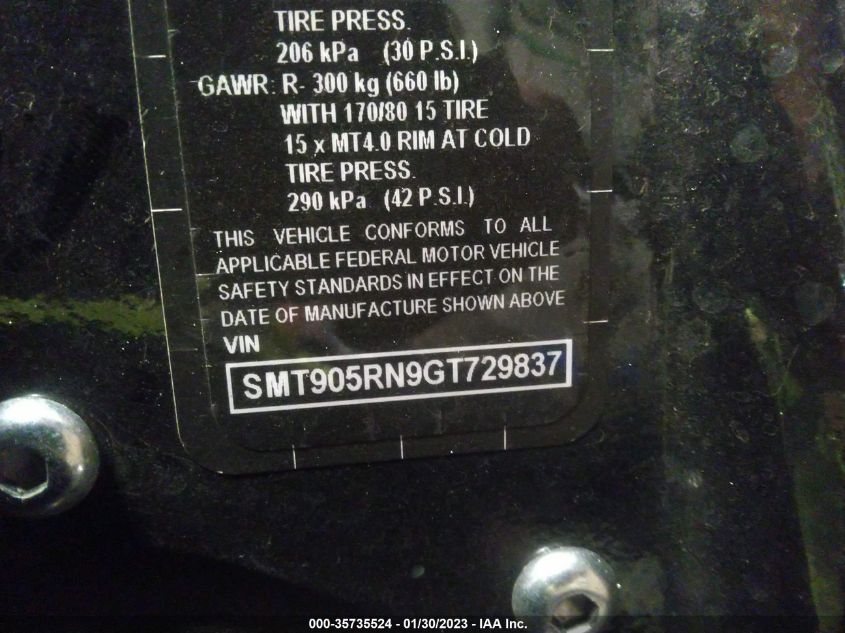 TIRE PRESS.
206 kPa (30 P.S.I.)
GAWR: R- 300 kg (660 lb)
WITH 170/80 15 TIRE
15 x MT4.0 RIM AT COLD
TIRE PRESS.
290 kPa (42 P.S.I.)
THIS VEHICLE CONFORMS TO ALL
APPLICABLE FEDERAL MOTOR VEHICLE
SAFETY STANDARDS IN EFFECT ON THE
DATE OF MANUFACTURE SHOWN ABOVE
VIN
SMT905RN9GT729837
000-35735524 - 01/30/2023 - IAA Inc.